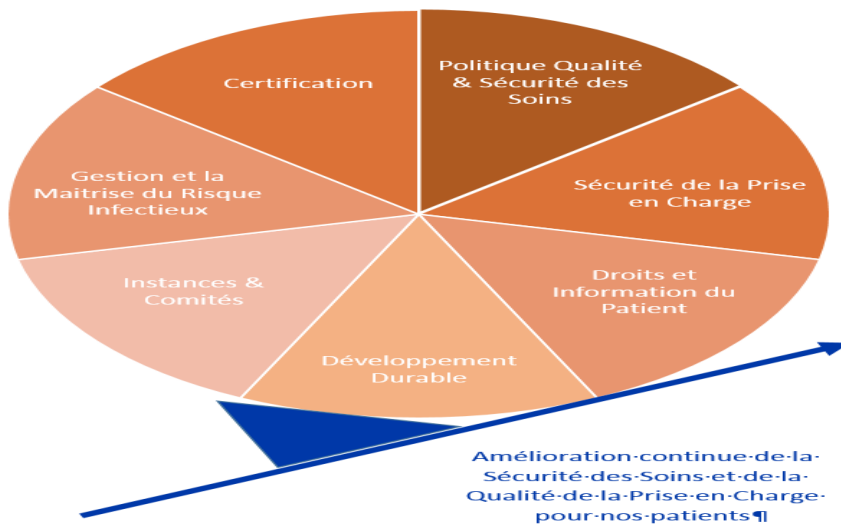 Politique Qualité
& Sécurité des
Soins
Sécurité de la Prise
en Charge
Droits et
Information du
Patient
Développement
Durable
Instances &
Comités
Gestion et la
Maitrise du Risque
Infectieux
Certification
Amélioration·continue·de·la·
Sécurité·des·Soins·et·de·la·
Qualité·de·la·Prise·en·Charge·
pour·nos·patients¶